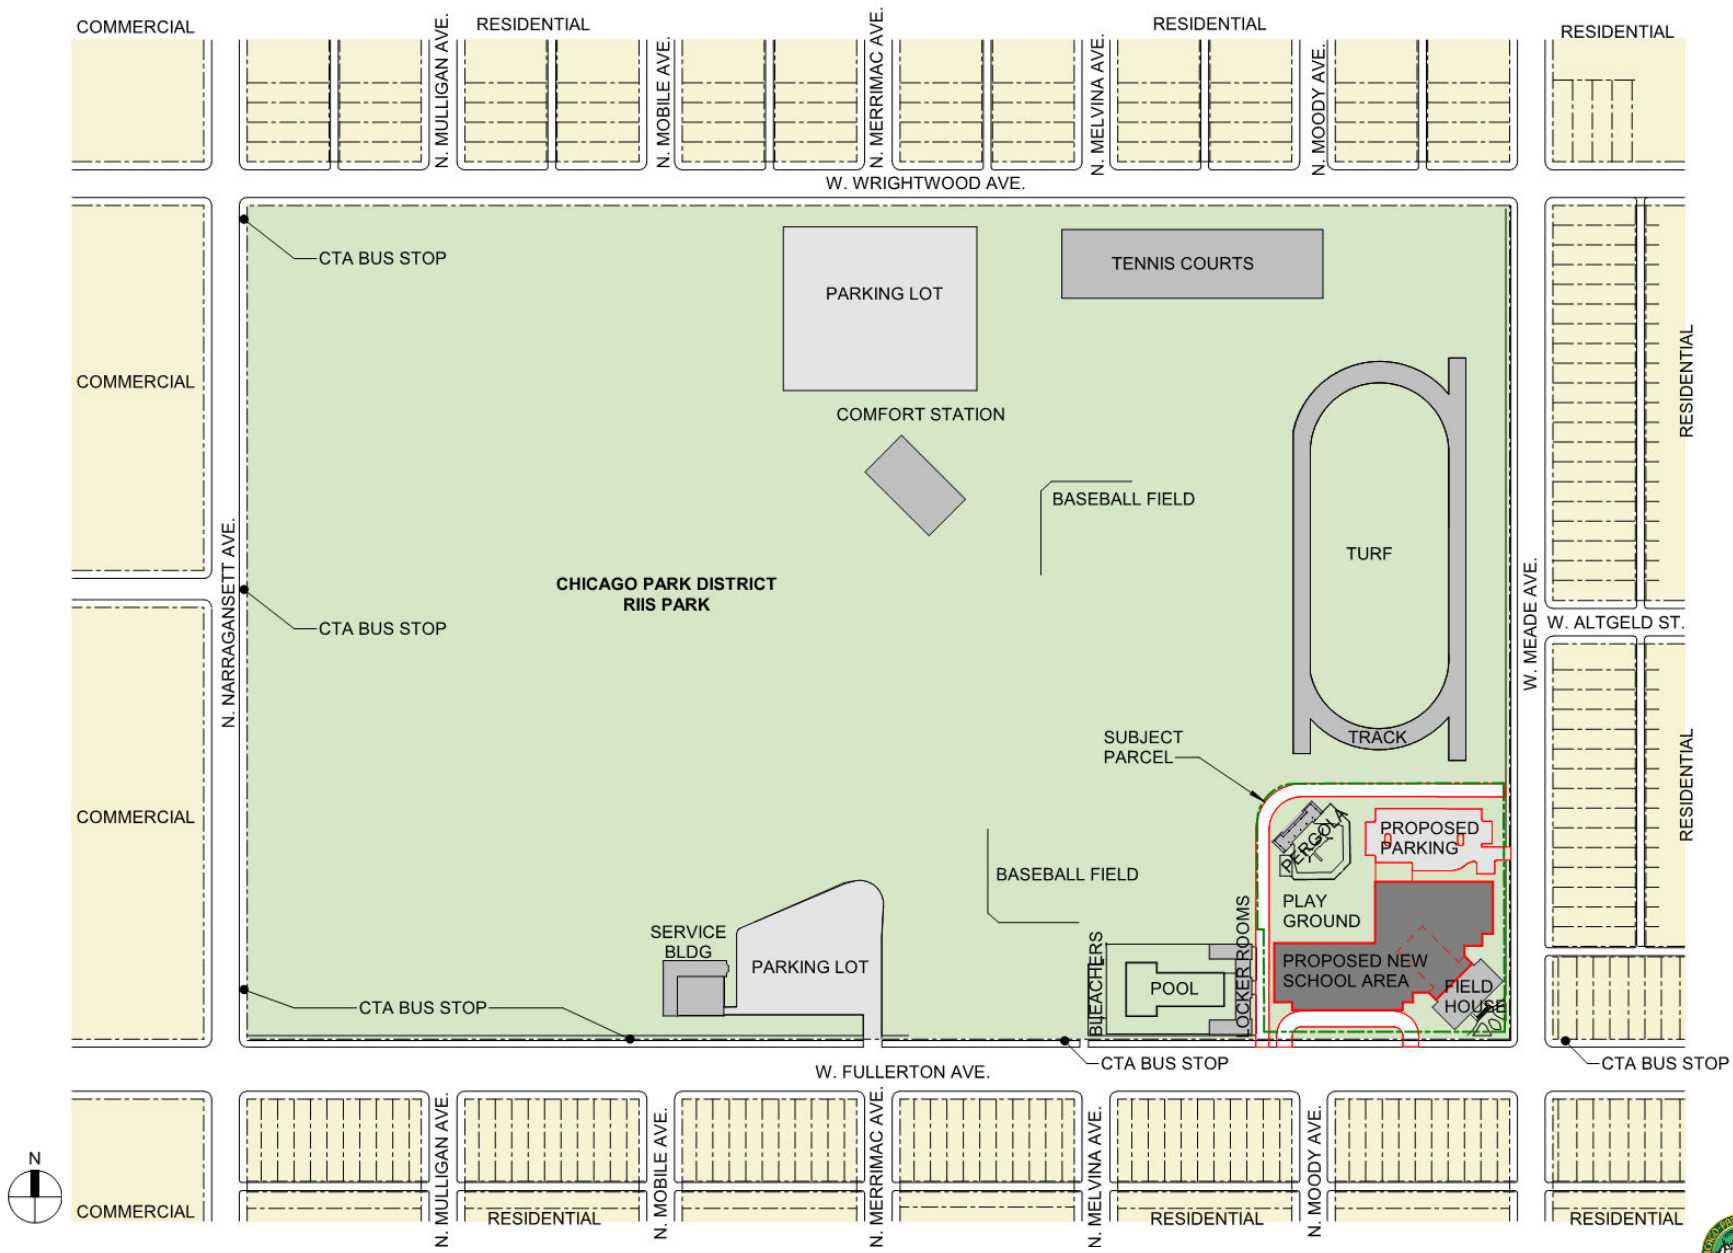 COMMERCIAL
RESIDENTIAL
RESIDENTIAL
RESIDENTIAL
N. MULLIGAN AVE.
N. MOBILE AVE.
N. MERRIMAC AVE.
N. MELVINA AVE.
N. MOODY AVE.
W. WRIGHTWOOD AVE.
CTA BUS STOP
PARKING LOT
TENNIS COURTS
COMMERCIAL
RESIDENTIAL
COMFORT STATION
BASEBALL FIELD
TURF
N. NARRAGANSETT AVE.
CHICAGO PARK DISTRICT
RIIS PARK
CTA BUS STOP
W. MEADE AVE.
W. ALTGELD ST.
TRACK
SUBJECT
PARCEL
COMMERCIAL
RESIDENTIAL
PERGOLA
PROPOSED
PARKING
BASEBALL FIELD
PLAY
GROUND
SERVICE
BLDG
PARKING LOT
BLEACHERS
POOL
LOCKER ROOMS
PROPOSED NEW
SCHOOL AREA
FIELD
HOUSE
CTA BUS STOP
CTA BUS STOP
CTA BUS STOP
W. FULLERTON AVE.
N. MULLIGAN AVE.
N. MOBILE AVE.
N. MERRIMAC AVE.
N. MELVINA AVE.
N. MOODY AVE.
N
COMMERCIAL
RESIDENTIAL
RESIDENTIAL
RESIDENTIAL